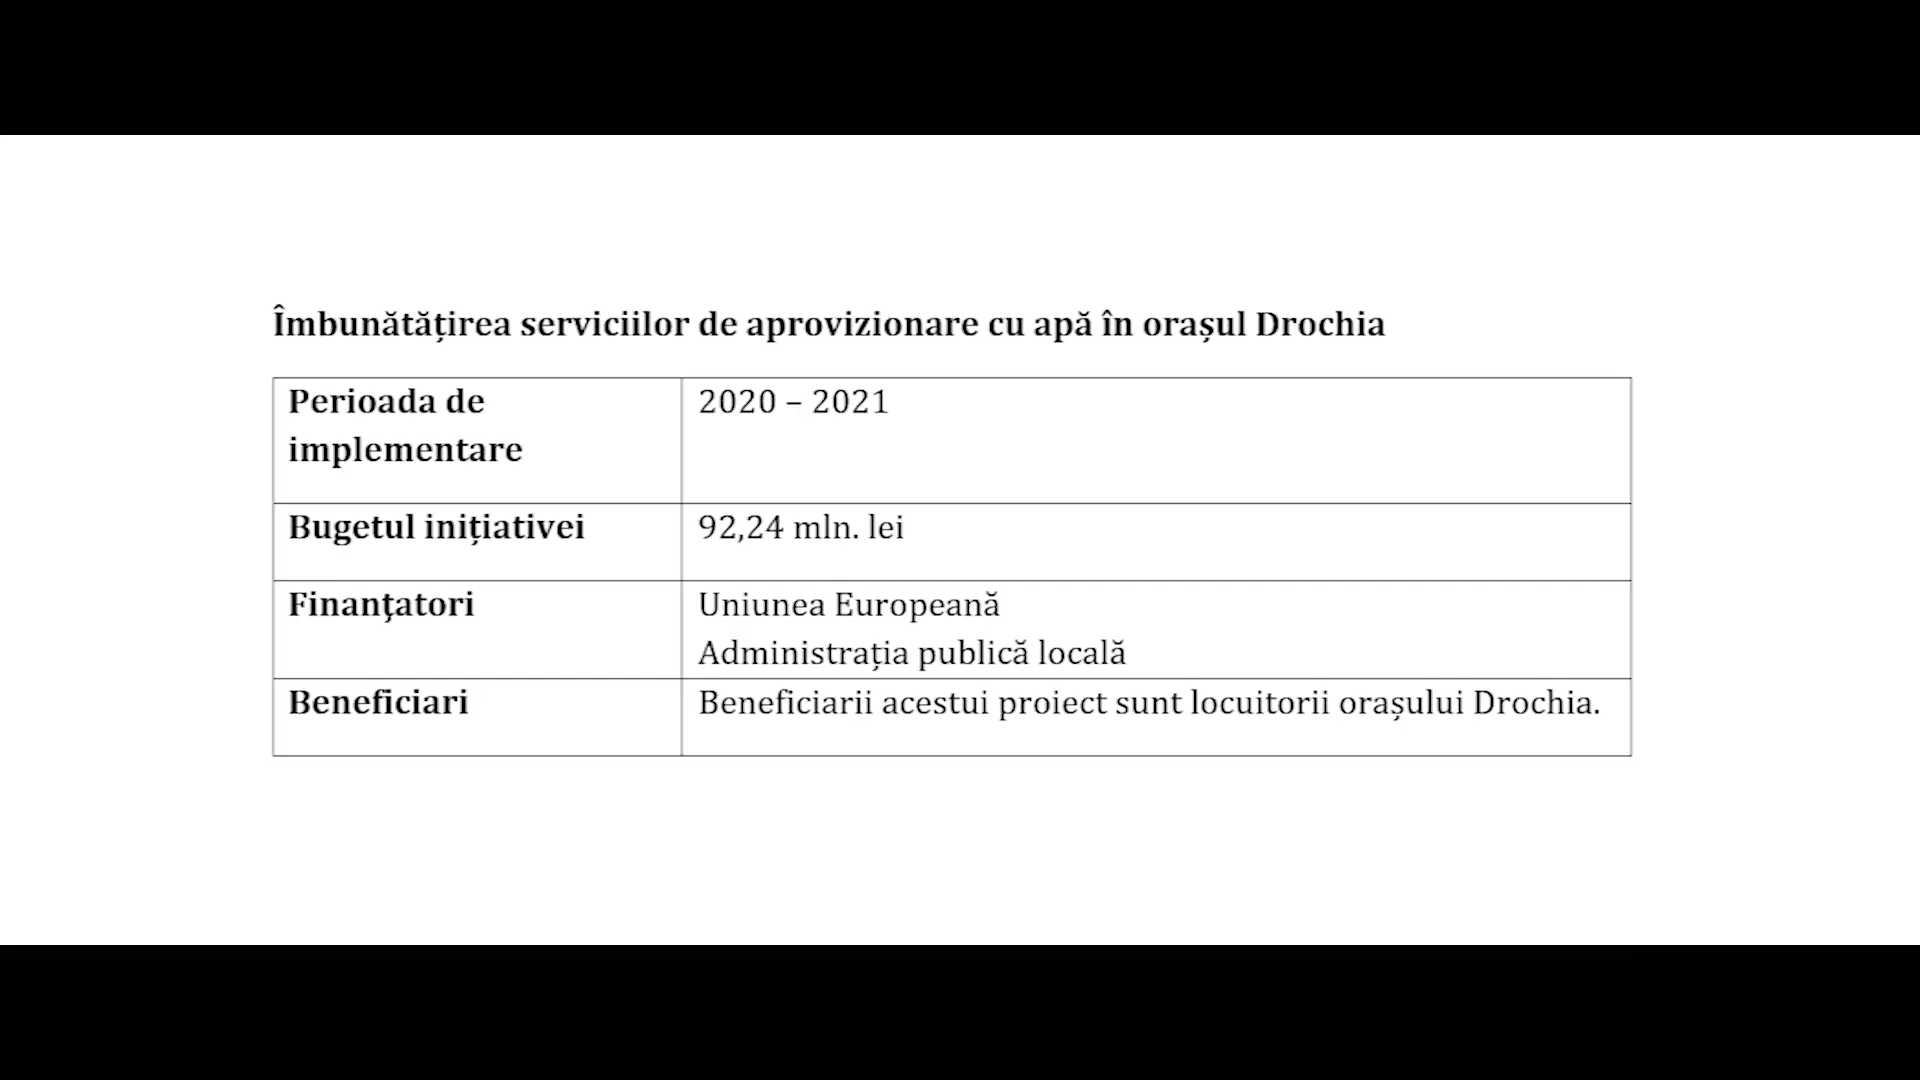 Îmbunătățirea serviciilor de aprovizionare cu apă în orașul Drochia
Perioada de
implementare
2020 – 2021
Bugetul inițiativei
92,24 mln. lei
Finanţatori
Uniunea Europeană
Administrația publică locală
Beneficiari
Beneficiarii acestui proiect sunt locuitorii orașului Drochia.